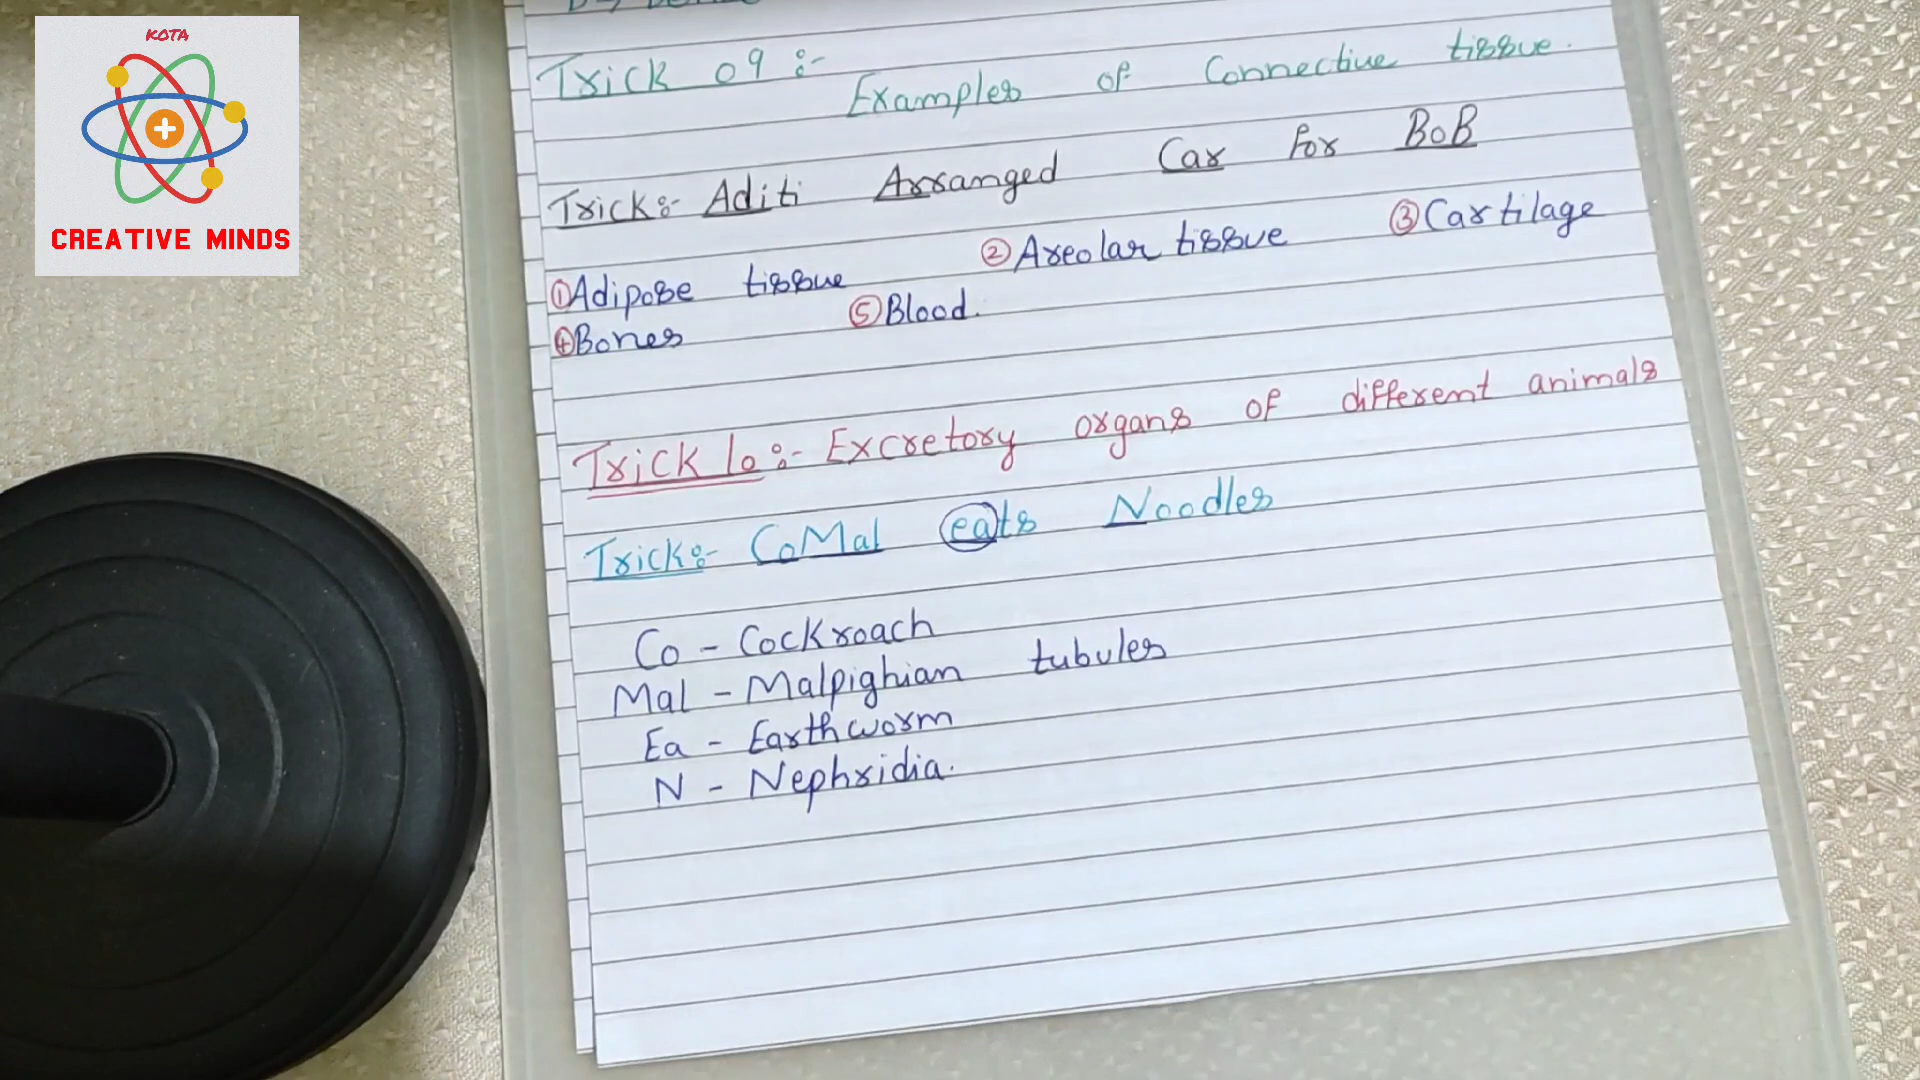 KOTA
CREATIVE MINDS
Trick 09 :-
Examples of Connective tissue.
Trick:- Aditi Arranged Car for BoB
①Adipose tissue ②Areolar tissue ③Cartilage
④Bones ⑤Blood.
Trick 10:- Excretory organs of different animals
Trick:- CoMal eats Noodles
Co - Cockroach
Mal - Malpighian tubules
Ea - Earthworm
N - Nephridia.